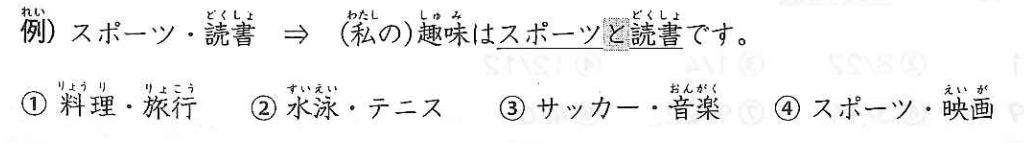 例) スポーツ・読書 ⇒ (私の)趣味はスポーツと読書です。
① 料理・旅行 ② 水泳・テニス ③ サッカー・音楽 ④ スポーツ・映画